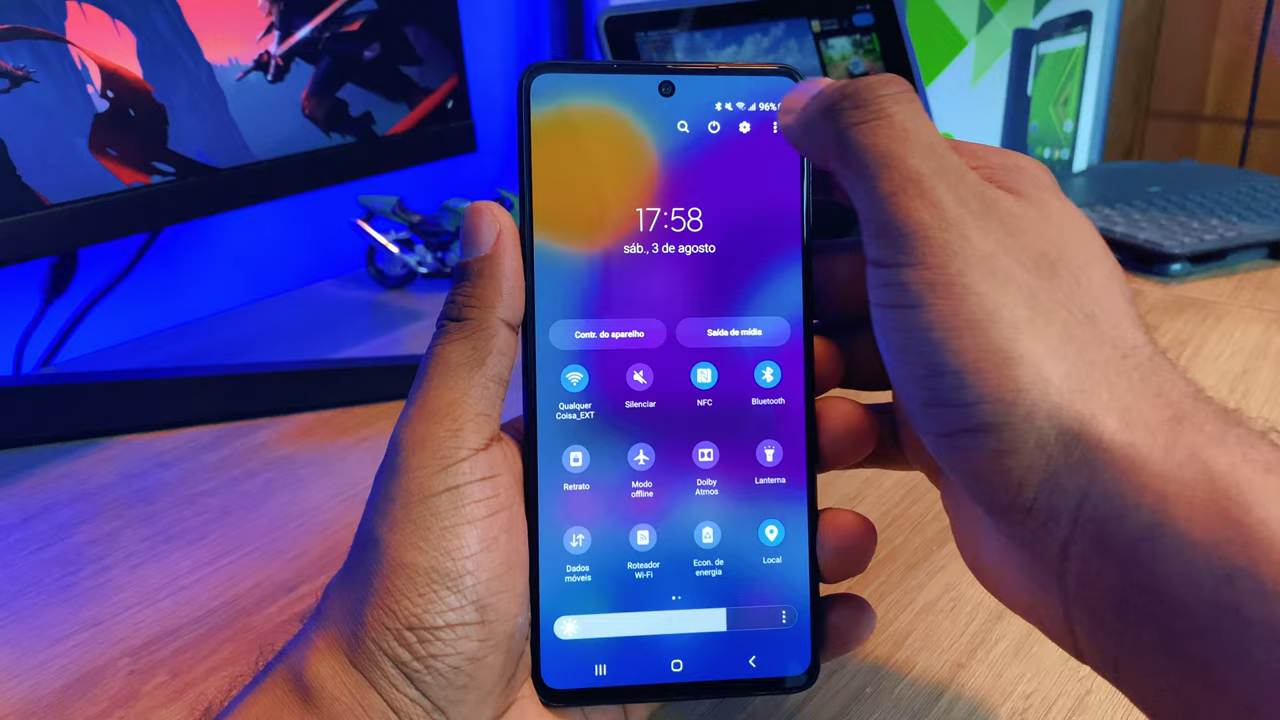 96%
17:58
sáb., 3 de agosto
Contr. do aparelho
Saída de mídia
Qualquer
Coisa_EXT
Silenciar
NFC
Bluetooth
Retrato
Modo
offline
Dolby
Atmos
Lanterna
Dados
móveis
Roteador
Wi-Fi
Econ. de
energia
Local